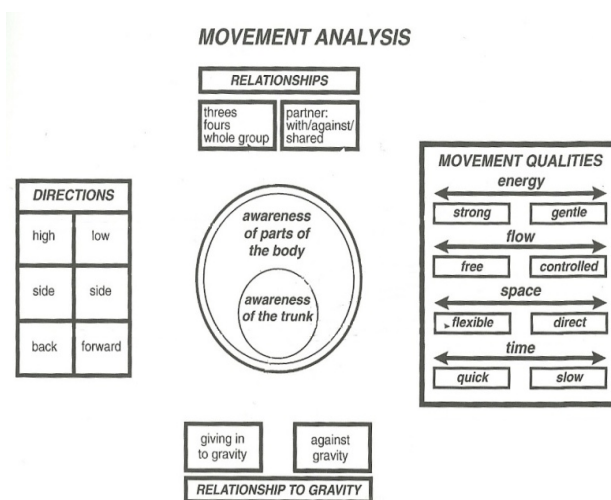 MOVEMENT ANALYSIS
RELATIONSHIPS
threes
fours
whole group
partner:
with/against/
shared
DIRECTIONS
high low
side side
back forward
awareness
of parts of
the body
awareness
of the trunk
MOVEMENT QUALITIES
energy
strong gentle
flow
free controlled
space
flexible direct
time
quick slow
giving in
to gravity
against
gravity
RELATIONSHIP TO GRAVITY